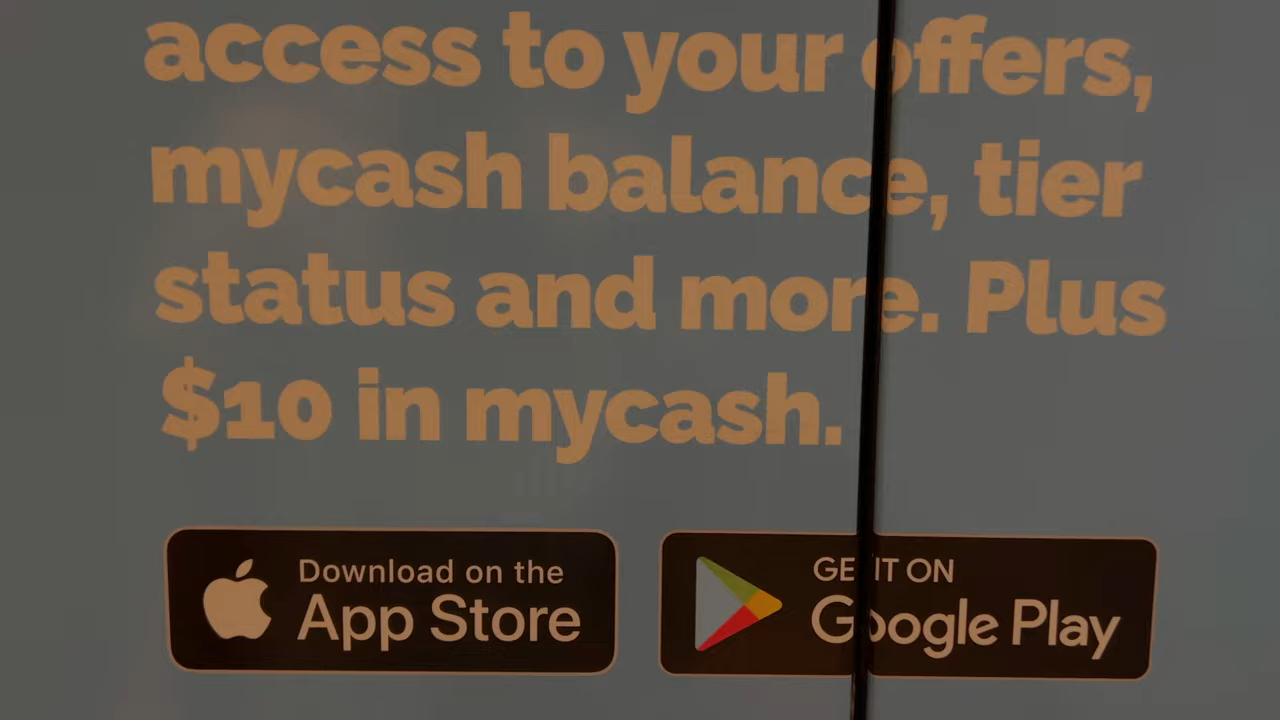 access to your offers,
mycash balance, tier
status and more. Plus
$10 in mycash.
Download on the
App Store
GET IT ON
Google Play